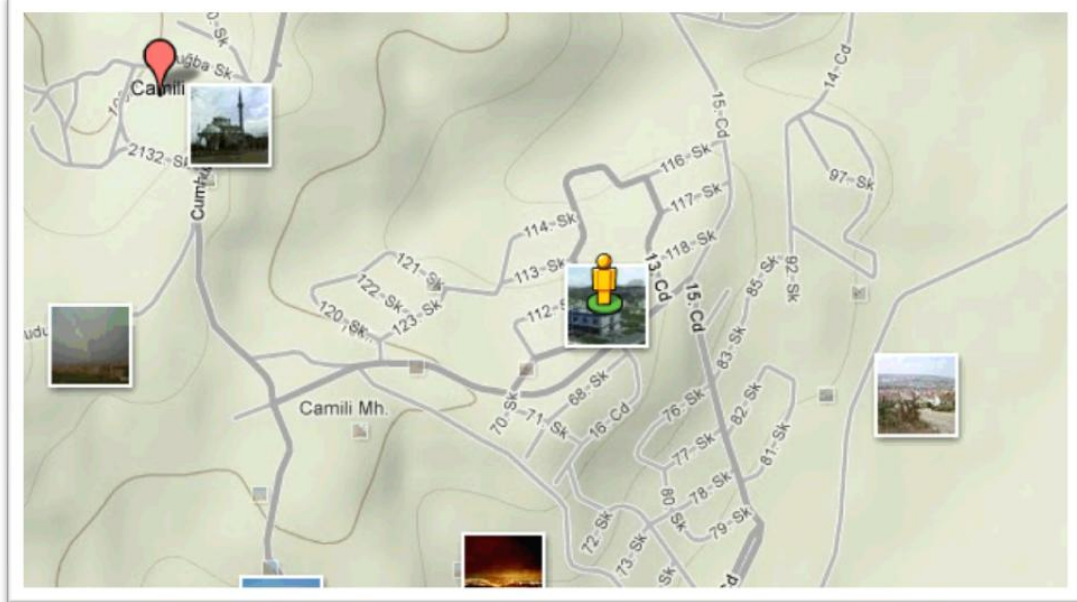 uğba Sk
Camili
2132. Sk
14. Cd
15. Cd
116. Sk
97. Sk
117. Sk
114. Sk
118. Sk
121. Sk
113. Sk
13. Cd
85. Sk
92. Sk
122. Sk
15. Cd
120. Sk
123. Sk
83. Sk
68. Sk
82. Sk
Camili Mh.
70. Sk
71. Sk
16. Cd
76. Sk
77. Sk
81. Sk
78. Sk
80. Sk
79. Sk
72. Sk
73. Sk
Sk